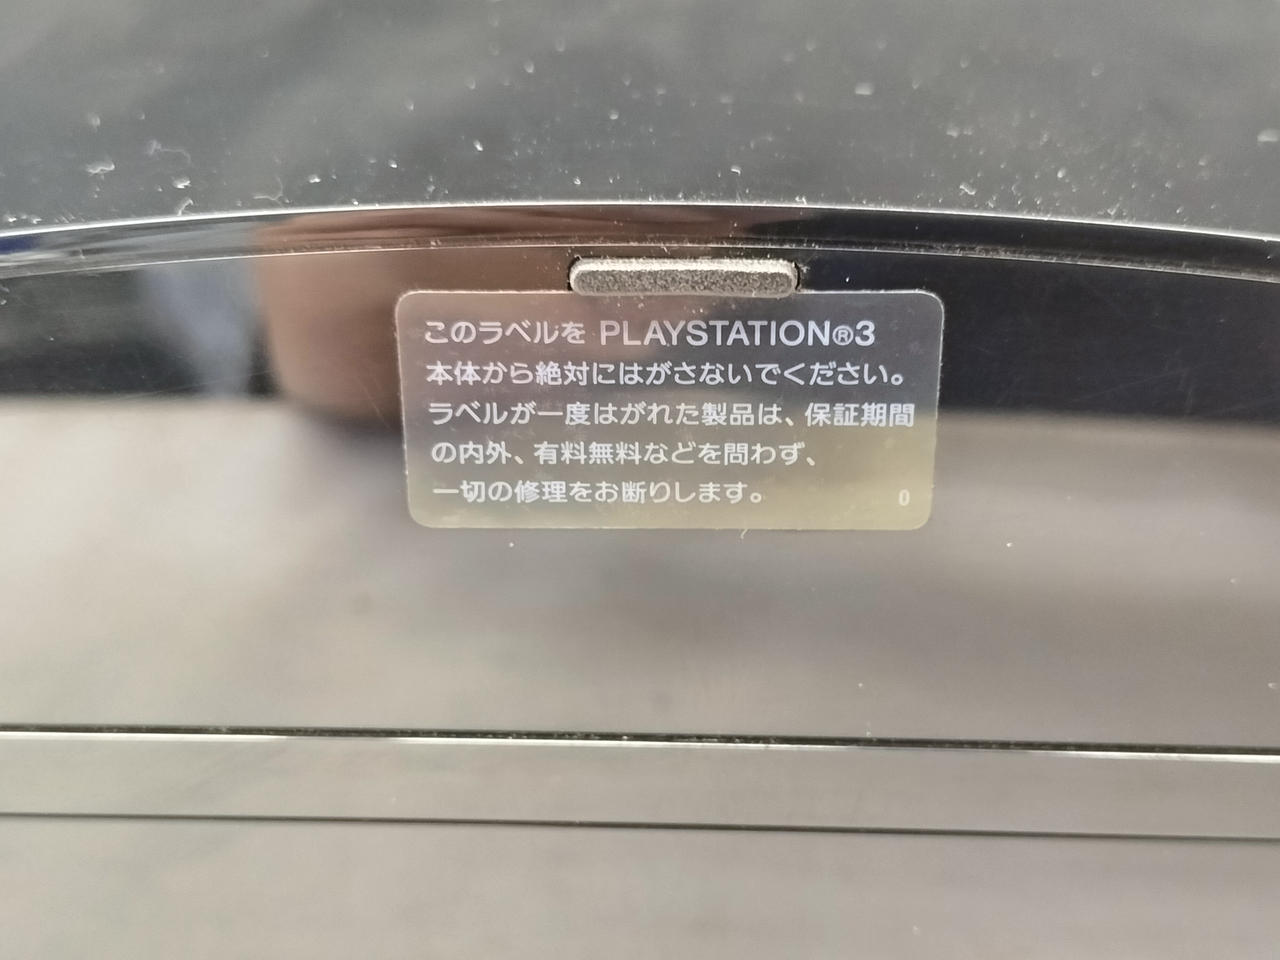 このラベルを PLAYSTATION®3
本体から絶対にはがさないでください。
ラベルが一度はがれた製品は、保証期間
の内外、有料無料などを問わず、
一切の修理をお断りします。
0